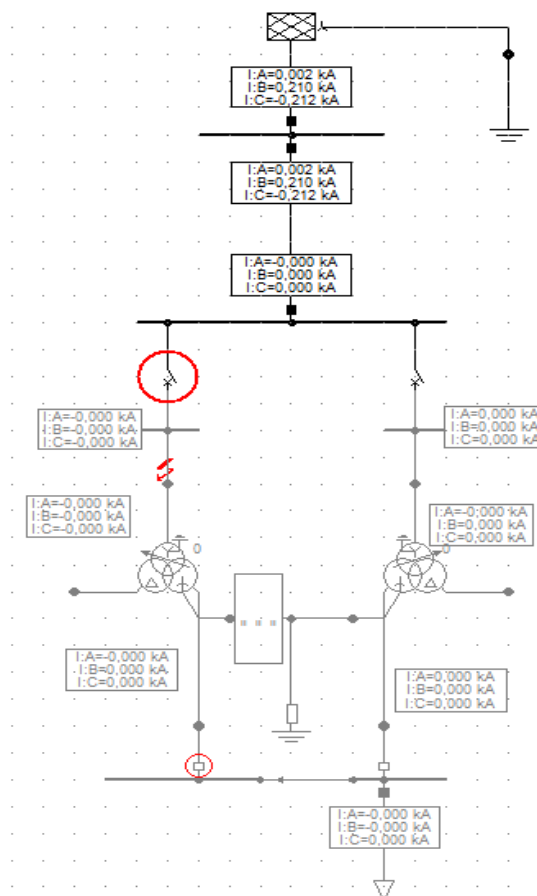 I:A=0,002 kA
I:B=0,210 kA
I:C=-0,212 kA
I:A=0,002 kA
I:B=0,210 kA
I:C=-0,212 kA
I:A=-0,000 kA
I:B=0,000 kA
I:C=0,000 kA
I:A=-0,000 kA
I:B=-0,000 kA
I:C=-0,000 kA
I:A=0,000 kA
I:B=0,000 kA
I:C=0,000 kA
I:A=-0,000 kA
I:B=-0,000 kA
I:C=-0,000 kA
0
I:A=-0,000 kA
I:B=0,000 kA
I:C=0,000 kA
0
I:A=-0,000 kA
I:B=0,000 kA
I:C=0,000 kA
I:A=0,000 kA
I:B=0,000 kA
I:C=0,000 kA
I:A=-0,000 kA
I:B=-0,000 kA
I:C=0,000 kA